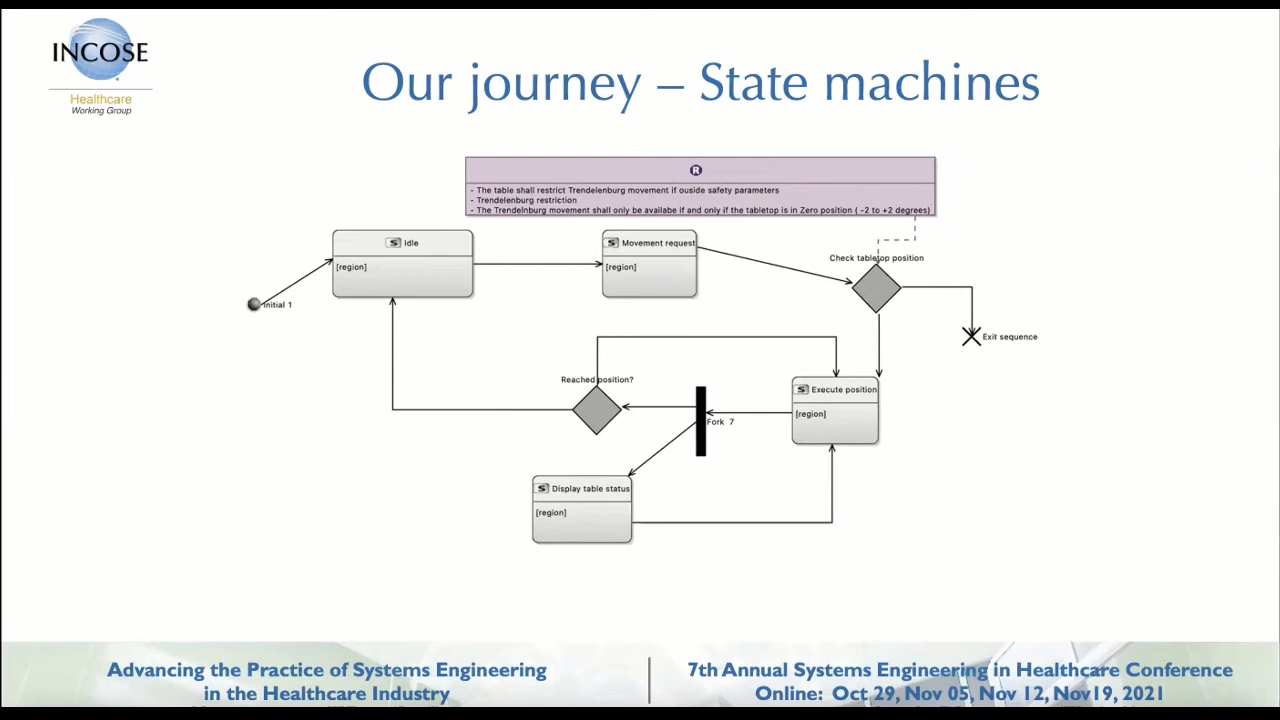 INCOSE
Healthcare
Working Group
Our journey – State machines
R
- The table shall restrict Trendelenburg movement if ouside safety parameters
- Trendelenburg restriction
- The Trendelnburg movement shall only be availabe if and only if the tabletop is in Zero position ( -2 to +2 degrees)
S Idle
[region]
S Movement request
[region]
Check tabletop position
Initial 1
Exit sequence
Reached position?
S Execute position
[region]
Fork 7
S Display table status
[region]
Advancing the Practice of Systems Engineering
in the Healthcare Industry
7th Annual Systems Engineering in Healthcare Conference
Online: Oct 29, Nov 05, Nov 12, Nov19, 2021